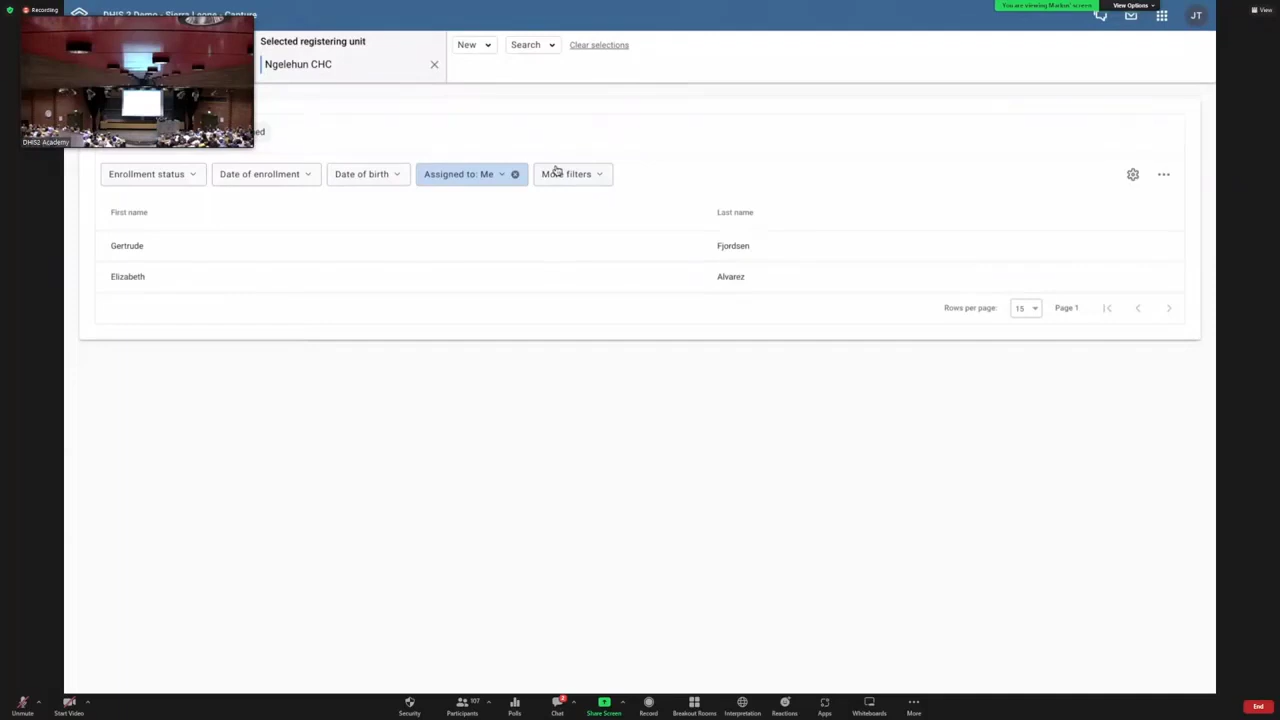 Recording
DHIS 2 Demo - Sierra Leone - Capture
You are viewing Markus' screen
View Options
View
JT
Selected registering unit
Ngelehun CHC
New
Search
Clear selections
DHIS2 Academy
Enrollment status
Date of enrollment
Date of birth
Assigned to: Me
More filters
First name
Last name
Gertrude
Fjordsen
Elizabeth
Alvarez
Rows per page:
15
Page 1
Unmute
Start Video
Security
Participants
107
Polls
Chat
2
Share Screen
Record
Breakout Rooms
Interpretation
Reactions
Apps
Whiteboards
More
End